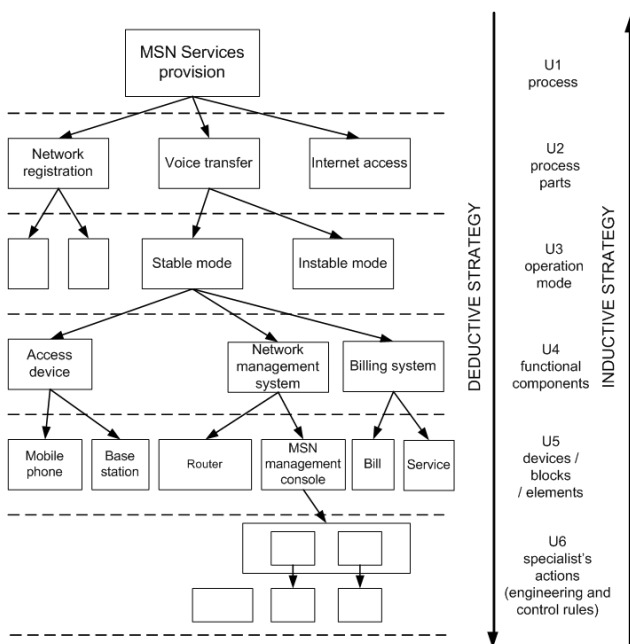 MSN Services
provision
U1
process
Network
registration
Voice transfer
Internet access
U2
process
parts
Stable mode
Instable mode
U3
operation
mode
Access
device
Network
management
system
Billing system
U4
functional
components
Mobile
phone
Base
station
Router
MSN
management
console
Bill
Service
U5
devices /
blocks
/ elements
U6
specialist's
actions
(engineering and
control rules)
DEDUCTIVE STRATEGY
INDUCTIVE STRATEGY